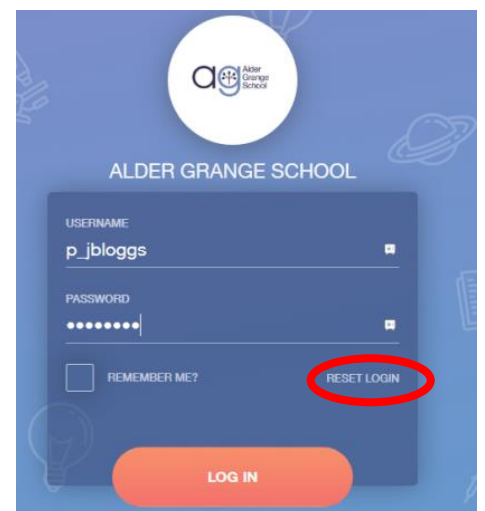 ag Alder
Grange
School
ALDER GRANGE SCHOOL
USERNAME
p_jbloggs
PASSWORD
••••••••
REMEMBER ME?
RESET LOGIN
LOG IN